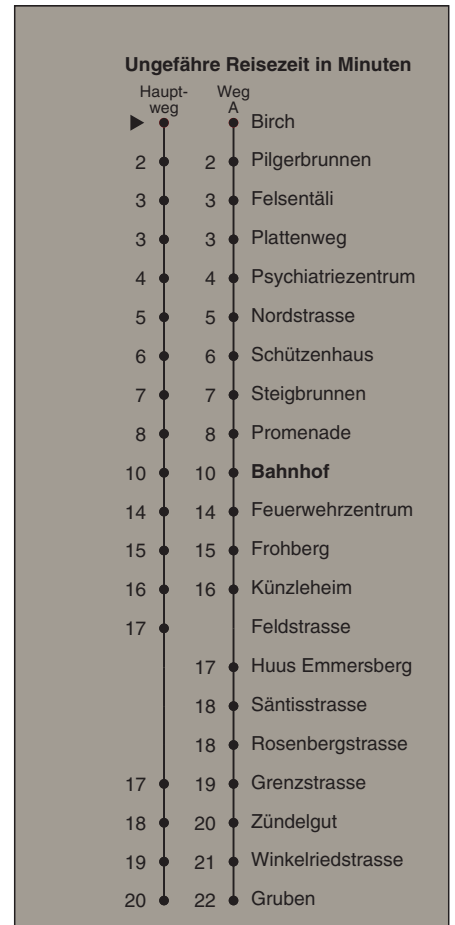 Ungefähre Reisezeit in Minuten
Haupt- Weg
weg A
▶ Birch
2 2 Pilgerbrunnen
3 3 Felsentäli
3 3 Plattenweg
4 4 Psychiatriezentrum
5 5 Nordstrasse
6 6 Schützenhaus
7 7 Steigbrunnen
8 8 Promenade
10 10 Bahnhof
14 14 Feuerwehrzentrum
15 15 Frohberg
16 16 Künzleheim
17 Feldstrasse
17 Huus Emmersberg
18 Säntisstrasse
18 Rosenbergstrasse
17 19 Grenzstrasse
18 20 Zündelgut
19 21 Winkelriedstrasse
20 22 Gruben